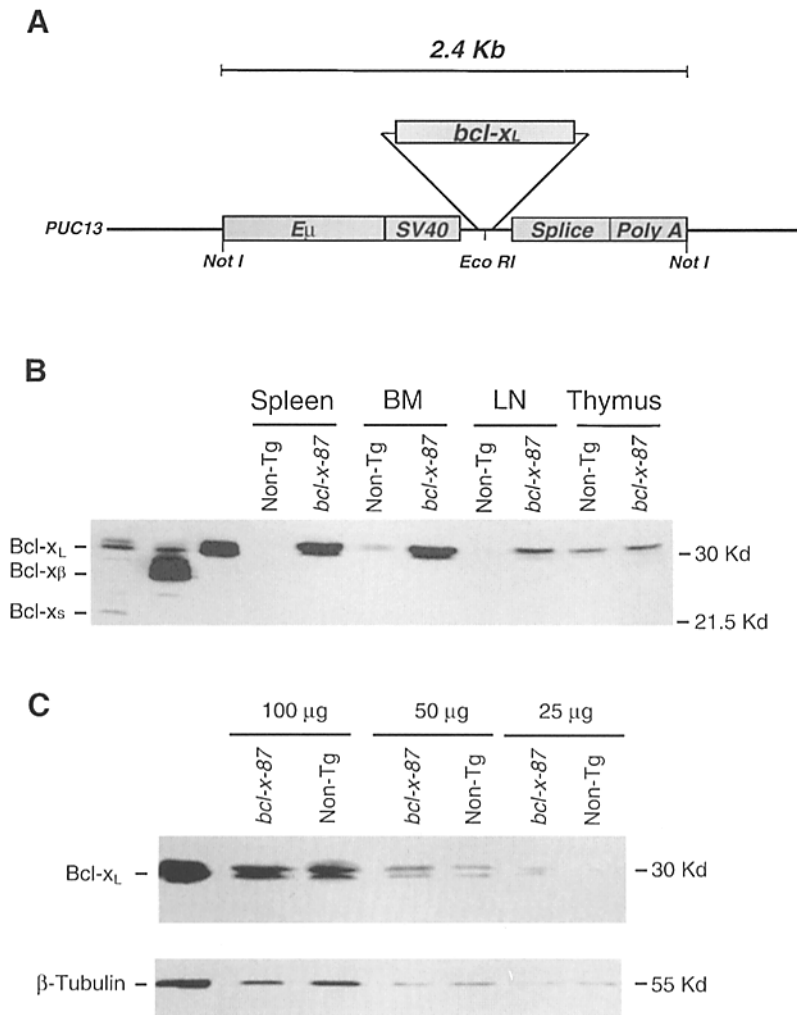 A
2.4 Kb
bcl-xL
PUC13
Eμ
SV40
Splice
Poly A
Not I
Eco RI
Not I
B
Spleen
BM
LN
Thymus
Non-Tg
bcl-x-87
Non-Tg
bcl-x-87
Non-Tg
bcl-x-87
Non-Tg
bcl-x-87
Bcl-xL –
Bcl-xβ –
Bcl-xs –
– 30 Kd
– 21.5 Kd
C
100 μg
50 μg
25 μg
bcl-x-87
Non-Tg
bcl-x-87
Non-Tg
bcl-x-87
Non-Tg
Bcl-xL –
– 30 Kd
β-Tubulin –
– 55 Kd